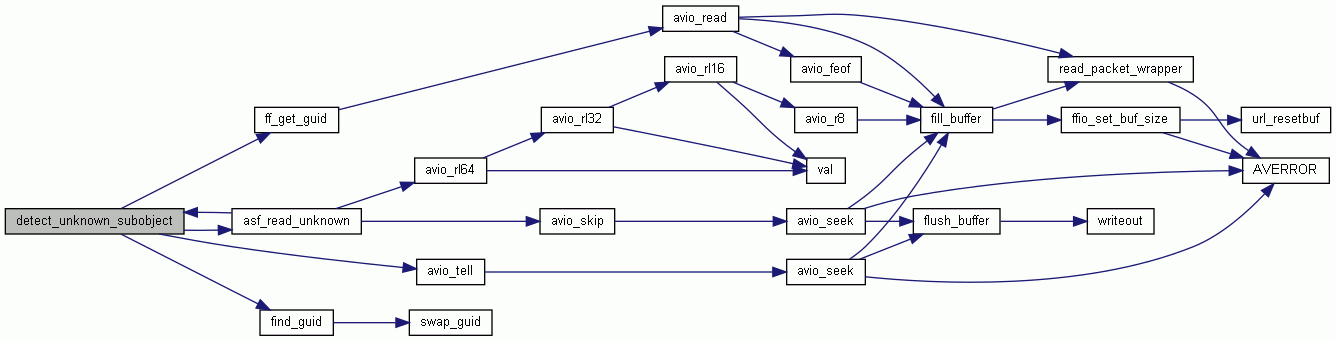 avio_read
avio_rl16
avio_feof
read_packet_wrapper
ff_get_guid
avio_rl32
avio_r8
fill_buffer
ffio_set_buf_size
url_resetbuf
avio_rl64
val
AVERROR
detect_unknown_subobject
asf_read_unknown
avio_skip
avio_seek
flush_buffer
writeout
avio_tell
avio_seek
find_guid
swap_guid